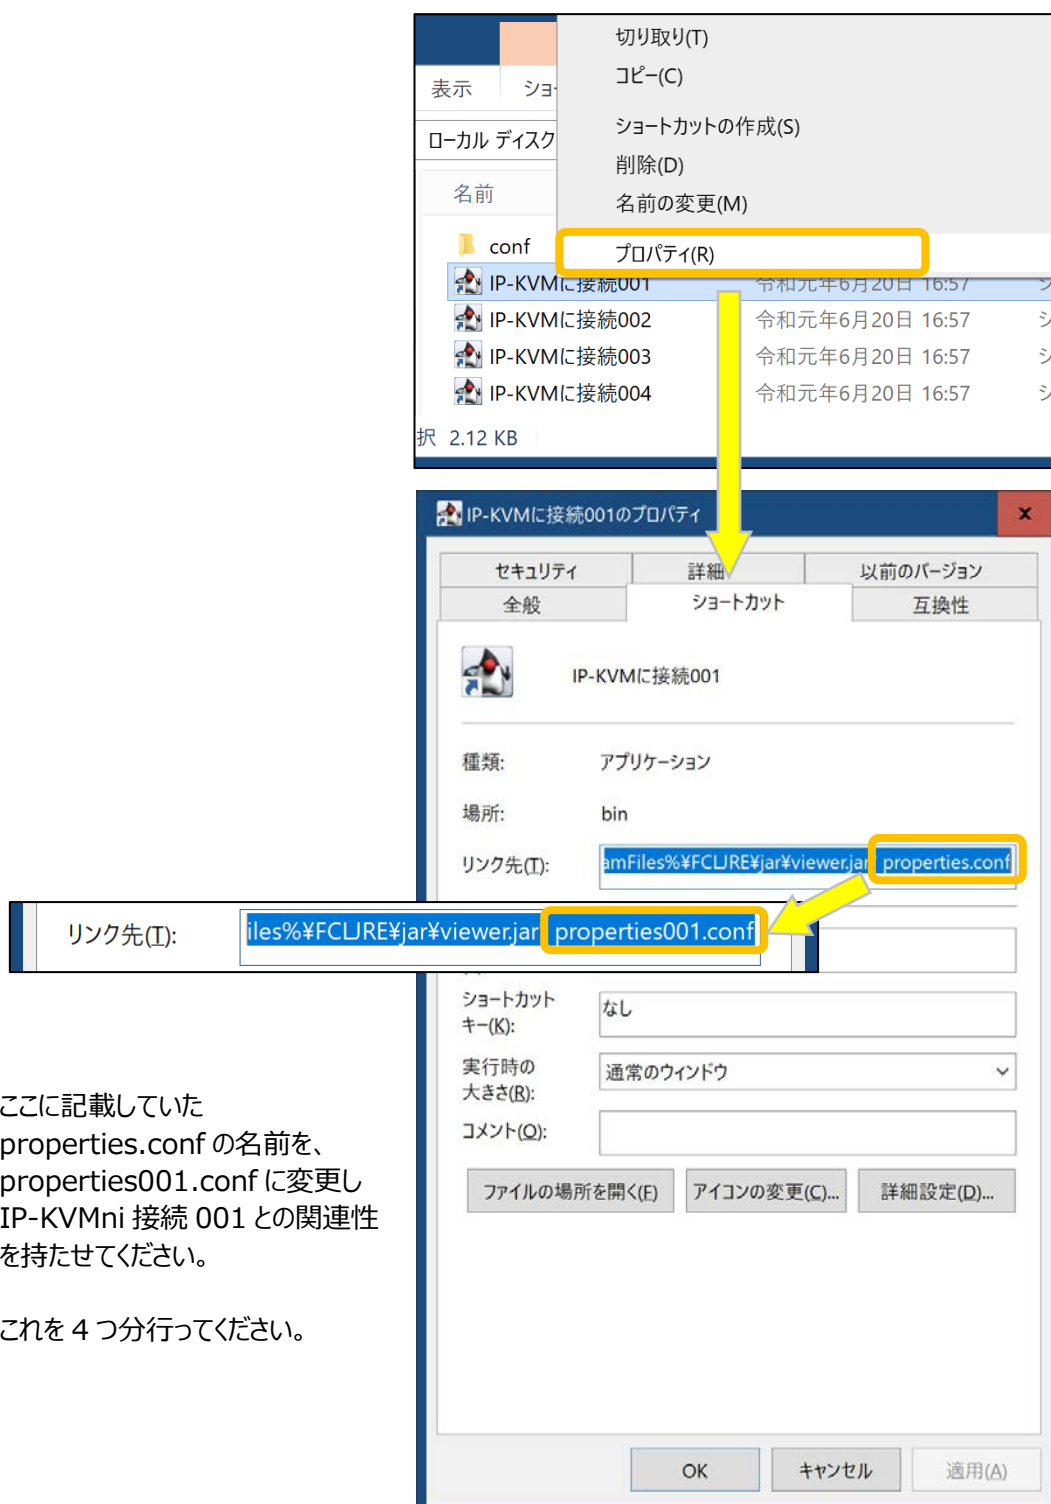 切り取り(T)
コピー(C)
ショートカットの作成(S)
削除(D)
名前の変更(M)
プロパティ(R)
表示
ショー
ローカル ディスク
名前
conf
IP-KVMに接続001 令和元年6月20日 16:57
IP-KVMに接続002 令和元年6月20日 16:57
IP-KVMに接続003 令和元年6月20日 16:57
IP-KVMに接続004 令和元年6月20日 16:57
択 2.12 KB
IP-KVMに接続001のプロパティ
セキュリティ 詳細 以前のバージョン
全般 ショートカット 互換性
IP-KVMに接続001
種類: アプリケーション
場所: bin
リンク先(T): amFiles%¥FCLJRE¥jar¥viewer.jar properties.conf
リンク先(T): iles%¥FCLJRE¥jar¥viewer.jar properties001.conf
ショートカット
キー(K): なし
実行時の
大きさ(R): 通常のウィンドウ
コメント(O):
ファイルの場所を開く(F) アイコンの変更(C)... 詳細設定(D)...
ここに記載していた
properties.conf の名前を、
properties001.conf に変更し
IP-KVMni 接続 001 との関連性
を持たせてください。
これを 4 つ分行ってください。
OK キャンセル 適用(A)